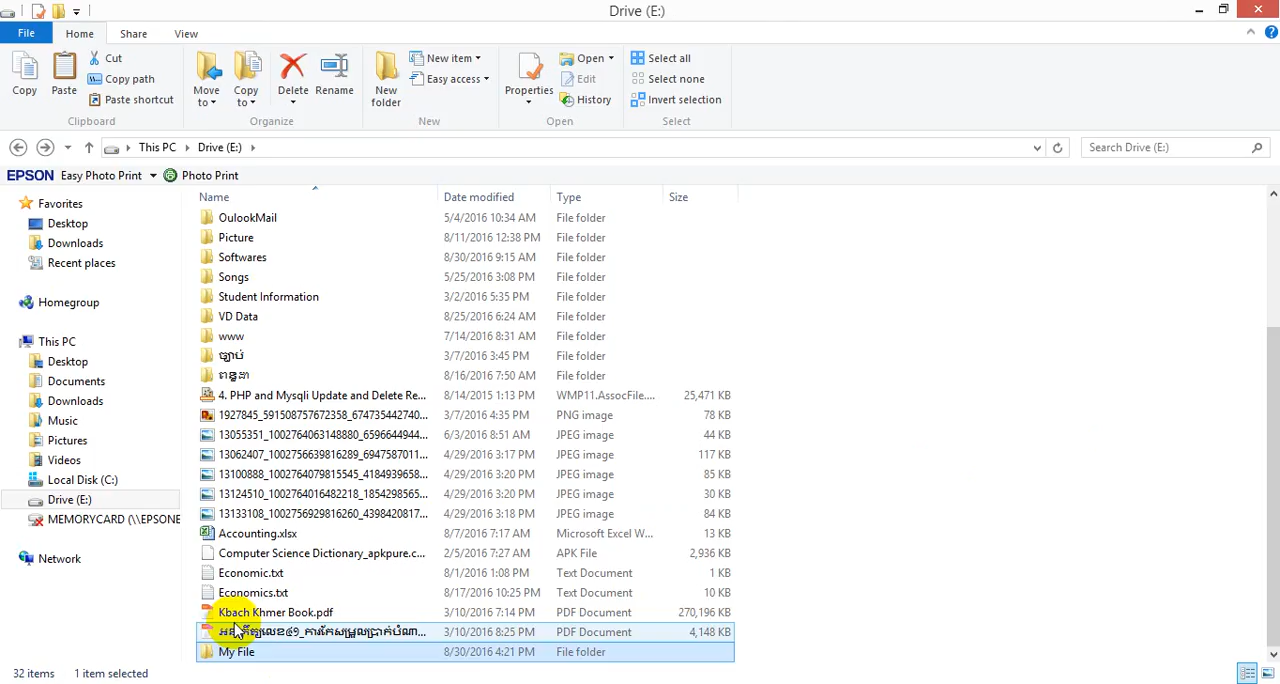 Drive (E:)
File Home Share View
Copy
Paste
Cut
Copy path
Paste shortcut
Clipboard
Move to
Copy to
Delete
Rename
Organize
New folder
New item
Easy access
New
Properties
Open
Edit
History
Open
Select all
Select none
Invert selection
Select
This PC Drive (E:)
Search Drive (E:)
EPSON Easy Photo Print Photo Print
Favorites
Desktop
Downloads
Recent places
Homegroup
This PC
Desktop
Documents
Downloads
Music
Pictures
Videos
Local Disk (C:)
Drive (E:)
MEMORYCARD (\\EPSONE
Network
Name Date modified Type Size
OulookMail 5/4/2016 10:34 AM File folder
Picture 8/11/2016 12:38 PM File folder
Softwares 8/30/2016 9:15 AM File folder
Songs 5/25/2016 3:08 PM File folder
Student Information 3/2/2016 5:35 PM File folder
VD Data 8/25/2016 6:24 AM File folder
www 7/14/2016 8:31 AM File folder
ច្បាប់ 3/7/2016 3:45 PM File folder
ពន្ធដា 8/16/2016 7:50 AM File folder
4. PHP and Mysqli Update and Delete Re... 8/14/2015 1:13 PM WMP11.AssocFile.... 25,471 KB
1927845_591508757672358_674735442740... 3/7/2016 4:35 PM PNG image 78 KB
13055351_1002764063148880_6596644944... 6/3/2016 8:51 AM JPEG image 44 KB
13062407_1002756639816289_6947587011... 4/29/2016 3:17 PM JPEG image 117 KB
13100888_1002764079815545_4184939658... 4/29/2016 3:20 PM JPEG image 85 KB
13124510_1002764016482218_1854298565... 4/29/2016 3:20 PM JPEG image 30 KB
13133108_1002756929816260_4398420817... 4/29/2016 3:18 PM JPEG image 84 KB
Accounting.xlsx 8/7/2016 7:17 AM Microsoft Excel W... 13 KB
Computer Science Dictionary_apkpure.c... 2/5/2016 7:27 AM APK File 2,936 KB
Economic.txt 8/1/2016 1:08 PM Text Document 1 KB
Economics.txt 8/17/2016 10:25 PM Text Document 10 KB
Kbach Khmer Book.pdf 3/10/2016 7:14 PM PDF Document 270,196 KB
3/10/2016 8:25 PM PDF Document 4,148 KB
My File 8/30/2016 4:21 PM File folder
32 items 1 item selected